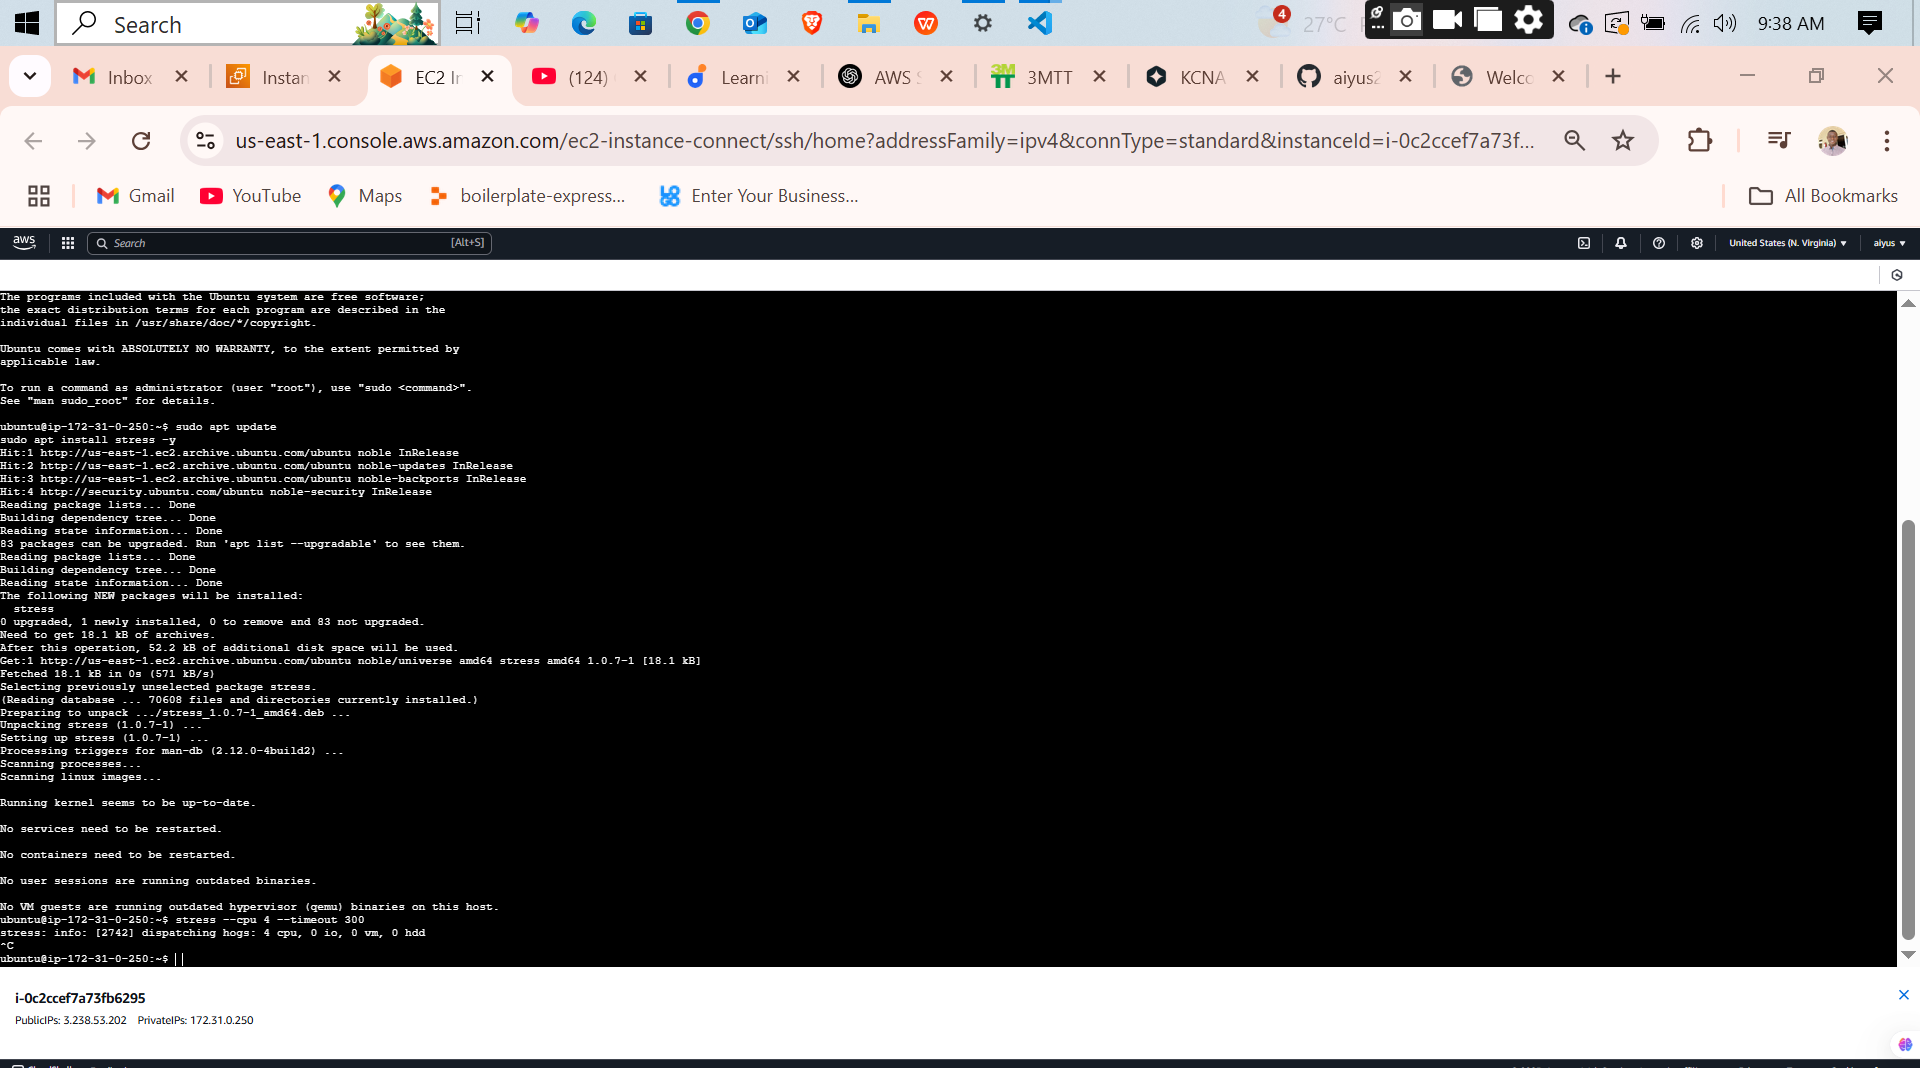 Search
4
27°C
9:38 AM
Inbox
Instan
EC2 In
(124)
Learni
AWS S
3MTT
KCNA
aiyus2
Welco
us-east-1.console.aws.amazon.com/ec2-instance-connect/ssh/home?addressFamily=ipv4&connType=standard&instanceId=i-0c2ccef7a73f...
Gmail
YouTube
Maps
boilerplate-express...
Enter Your Business...
All Bookmarks
aws
Search
[Alt+S]
United States (N. Virginia)
aiyus
The programs included with the Ubuntu system are free software;
the exact distribution terms for each program are described in the
individual files in /usr/share/doc/*/copyright.
Ubuntu comes with ABSOLUTELY NO WARRANTY, to the extent permitted by
applicable law.
To run a command as administrator (user "root"), use "sudo <command>".
See "man sudo_root" for details.
ubuntu@ip-172-31-0-250:~$ sudo apt update
sudo apt install stress -y
Hit:1 http://us-east-1.ec2.archive.ubuntu.com/ubuntu noble InRelease
Hit:2 http://us-east-1.ec2.archive.ubuntu.com/ubuntu noble-updates InRelease
Hit:3 http://us-east-1.ec2.archive.ubuntu.com/ubuntu noble-backports InRelease
Hit:4 http://security.ubuntu.com/ubuntu noble-security InRelease
Reading package lists... Done
Building dependency tree... Done
Reading state information... Done
83 packages can be upgraded. Run 'apt list --upgradable' to see them.
Reading package lists... Done
Building dependency tree... Done
Reading state information... Done
The following NEW packages will be installed:
stress
0 upgraded, 1 newly installed, 0 to remove and 83 not upgraded.
Need to get 18.1 kB of archives.
After this operation, 52.2 kB of additional disk space will be used.
Get:1 http://us-east-1.ec2.archive.ubuntu.com/ubuntu noble/universe amd64 stress amd64 1.0.7-1 [18.1 kB]
Fetched 18.1 kB in 0s (571 kB/s)
Selecting previously unselected package stress.
(Reading database ... 70608 files and directories currently installed.)
Preparing to unpack .../stress_1.0.7-1_amd64.deb ...
Unpacking stress (1.0.7-1) ...
Setting up stress (1.0.7-1) ...
Processing triggers for man-db (2.12.0-4build2) ...
Scanning processes...
Scanning linux images...
Running kernel seems to be up-to-date.
No services need to be restarted.
No containers need to be restarted.
No user sessions are running outdated binaries.
No VM guests are running outdated hypervisor (qemu) binaries on this host.
ubuntu@ip-172-31-0-250:~$ stress --cpu 4 --timeout 300
stress: info: [2742] dispatching hogs: 4 cpu, 0 io, 0 vm, 0 hdd
^C
ubuntu@ip-172-31-0-250:~$
i-0c2ccef7a73fb6295
PublicIPs: 3.238.53.202 PrivateIPs: 172.31.0.250